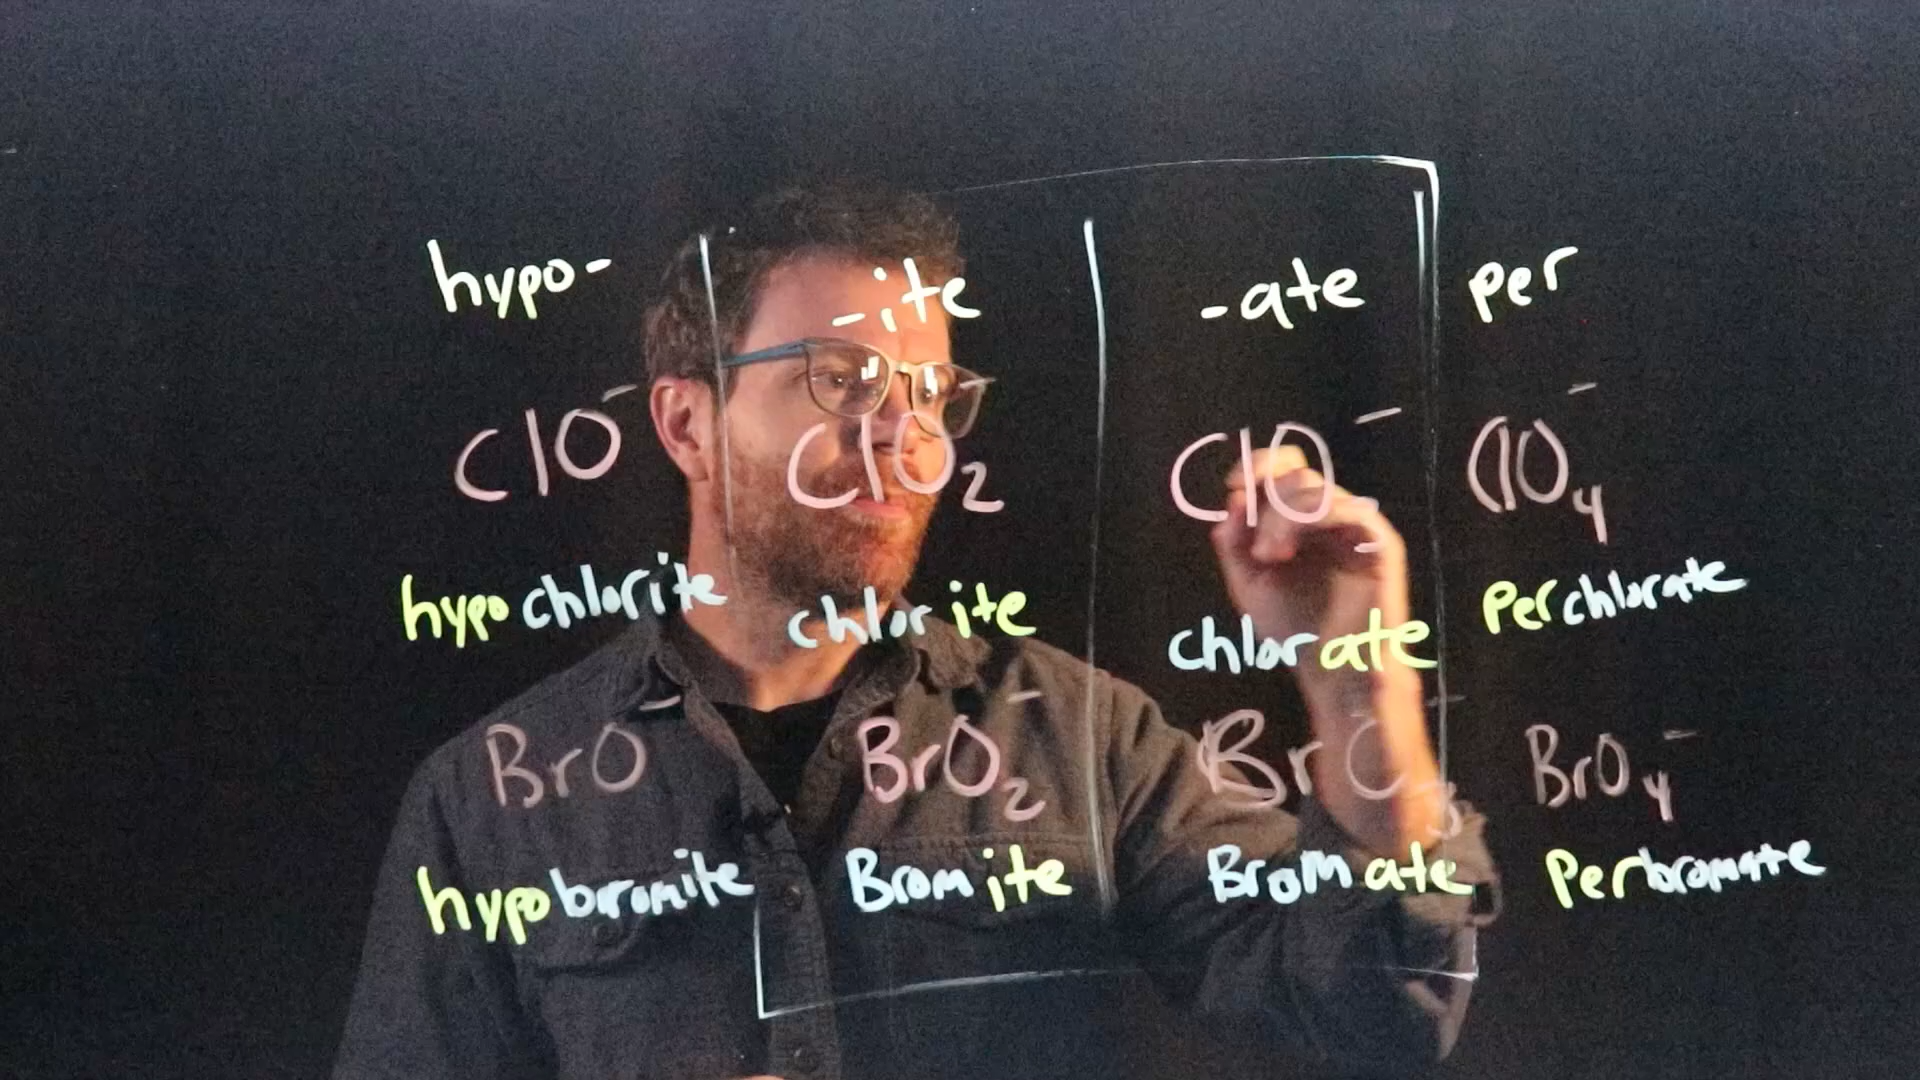 hypo- -ite -ate per
ClO⁻ ClO₂⁻ ClO⁻ ClO₄⁻
hypochlorite chlorite chlorate perchlorate
BrO⁻ BrO₂⁻ BrO₃⁻ BrO₄⁻
hypobromite Bromite Bromate Perbromate